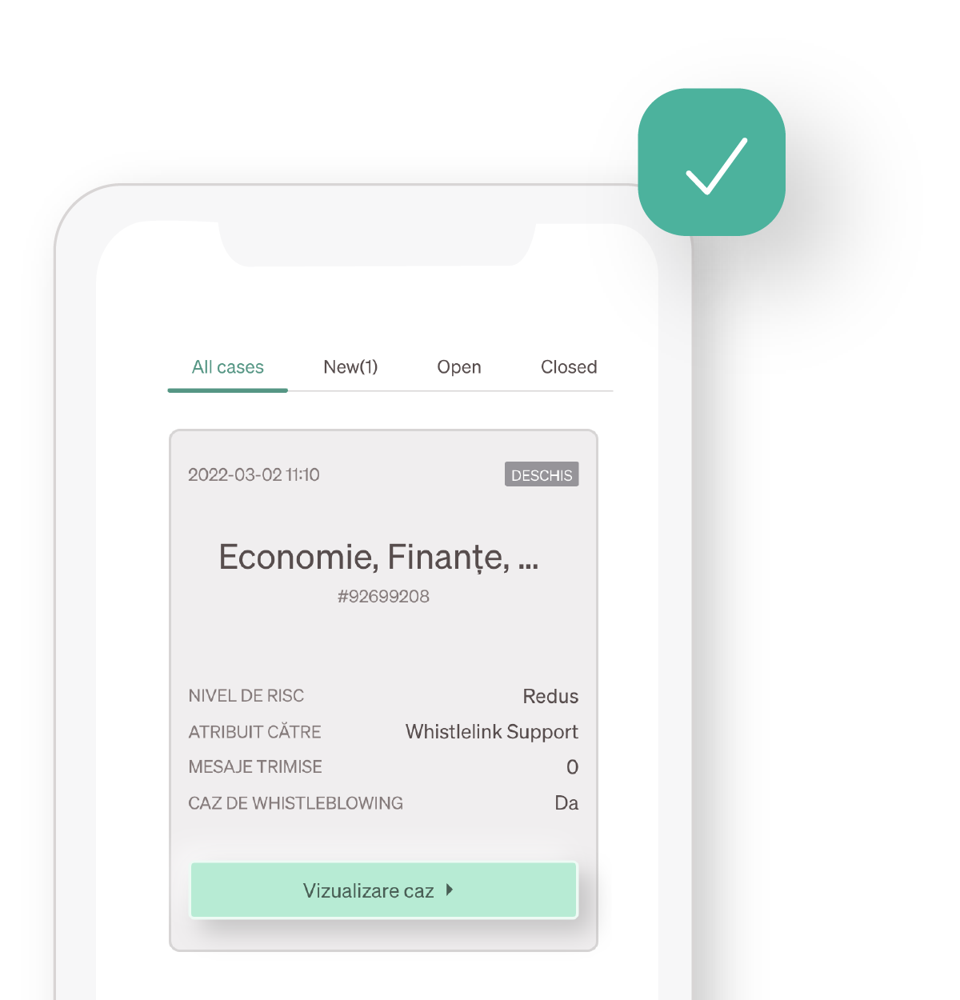 All cases New(1) Open Closed
2022-03-02 11:10 DESCHIS
Economie, Finanțe, ...
#92699208
NIVEL DE RISC Redus
ATRIBUIT CĂTRE Whistlelink Support
MESAJE TRIMISE 0
CAZ DE WHISTLEBLOWING Da
Vizualizare caz